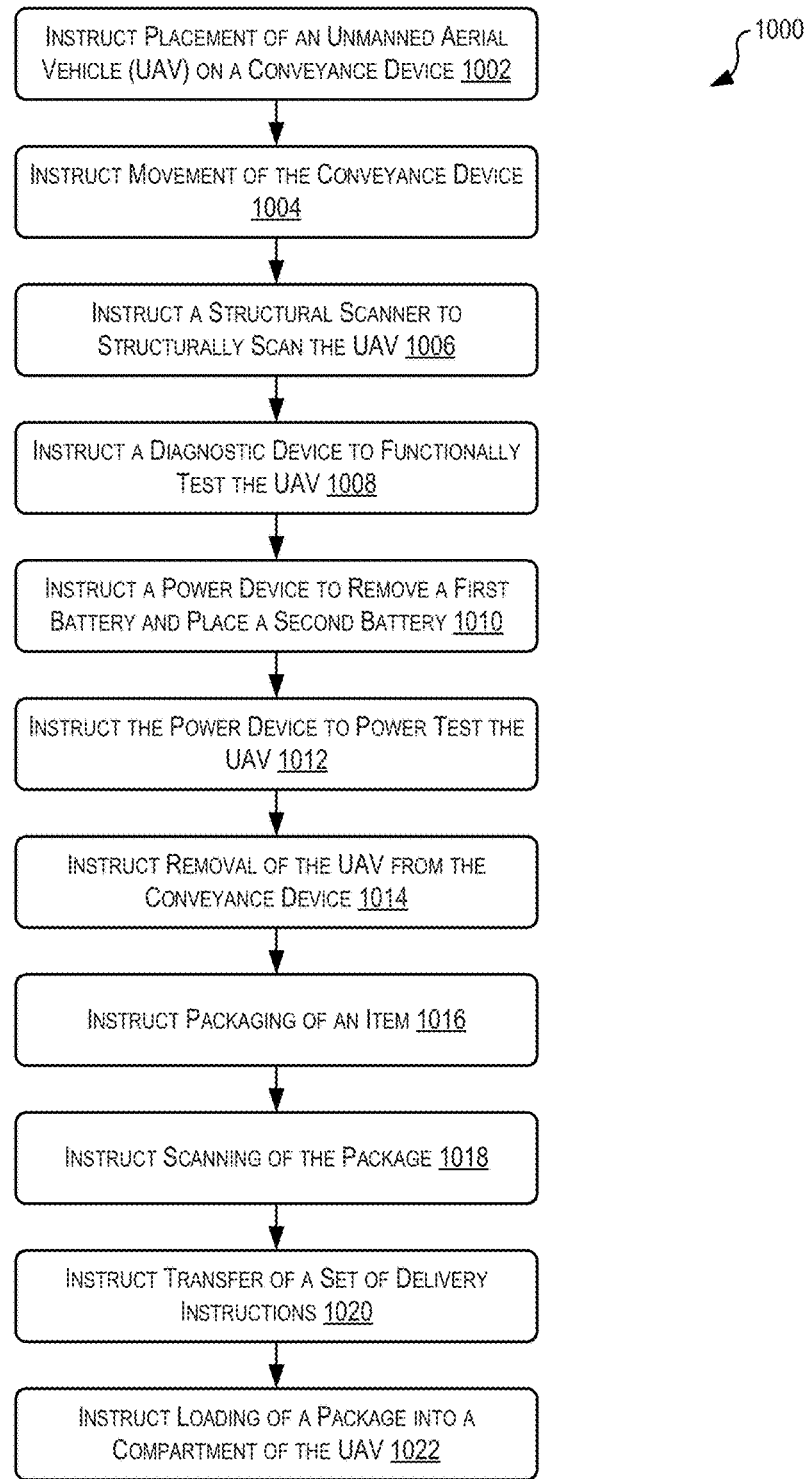 1000
Instruct Placement of an Unmanned Aerial
Vehicle (UAV) on a Conveyance Device 1002
Instruct Movement of the Conveyance Device
1004
Instruct a Structural Scanner to
Structurally Scan the UAV 1006
Instruct a Diagnostic Device to Functionally
Test the UAV 1008
Instruct a Power Device to Remove a First
Battery and Place a Second Battery 1010
Instruct the Power Device to Power Test the
UAV 1012
Instruct Removal of the UAV from the
Conveyance Device 1014
Instruct Packaging of an Item 1016
Instruct Scanning of the Package 1018
Instruct Transfer of a Set of Delivery
Instructions 1020
Instruct Loading of a Package into a
Compartment of the UAV 1022